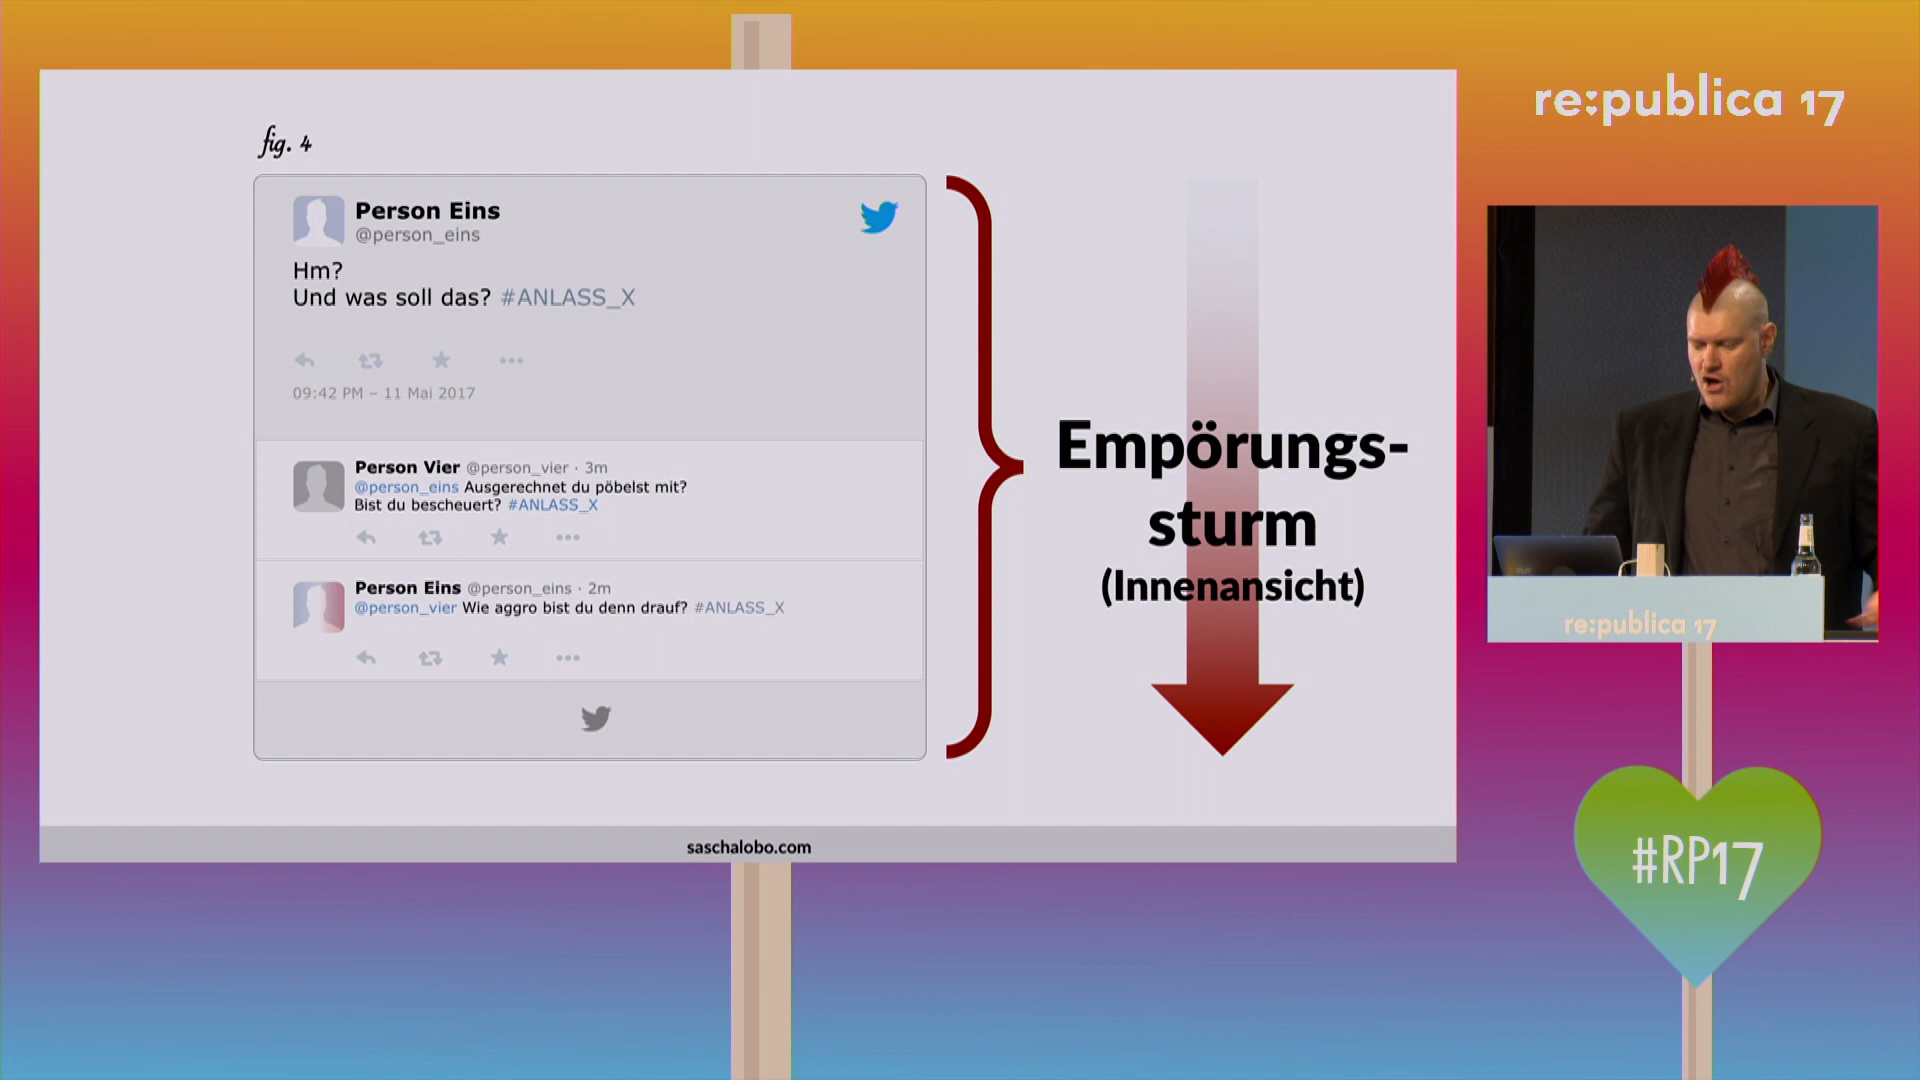 re:publica 17
fig. 4
Person Eins
@person_eins
Hm?
Und was soll das? #ANLASS_X
09:42 PM – 11 Mai 2017
Person Vier @person_vier · 3m
@person_eins Ausgerechnet du pöbelst mit?
Bist du bescheuert? #ANLASS_X
Person Eins @person_eins · 2m
@person_vier Wie aggro bist du denn drauf? #ANLASS_X
Empörungs-
sturm
(Innenansicht)
saschalobo.com
re:publica 17
#RP17